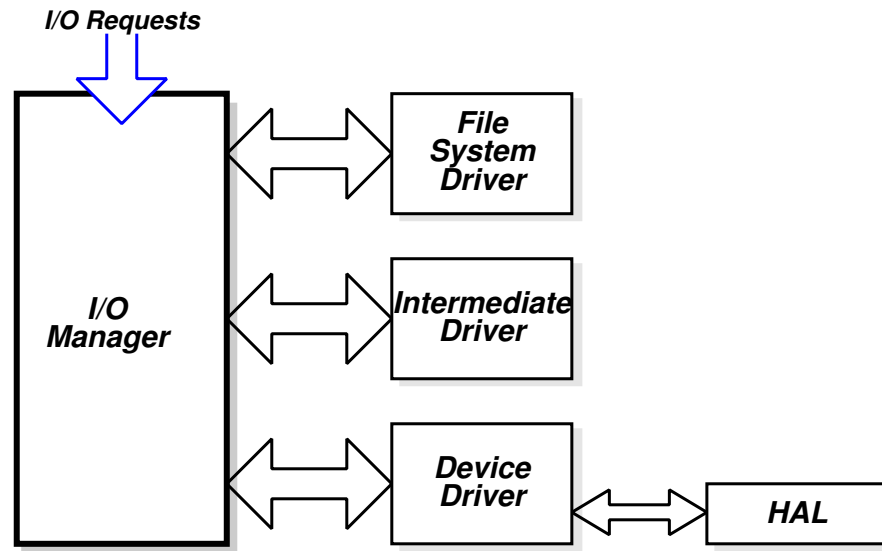 I/O Requests
File
System
Driver
I/O
Manager
Intermediate
Driver
Device
Driver
HAL